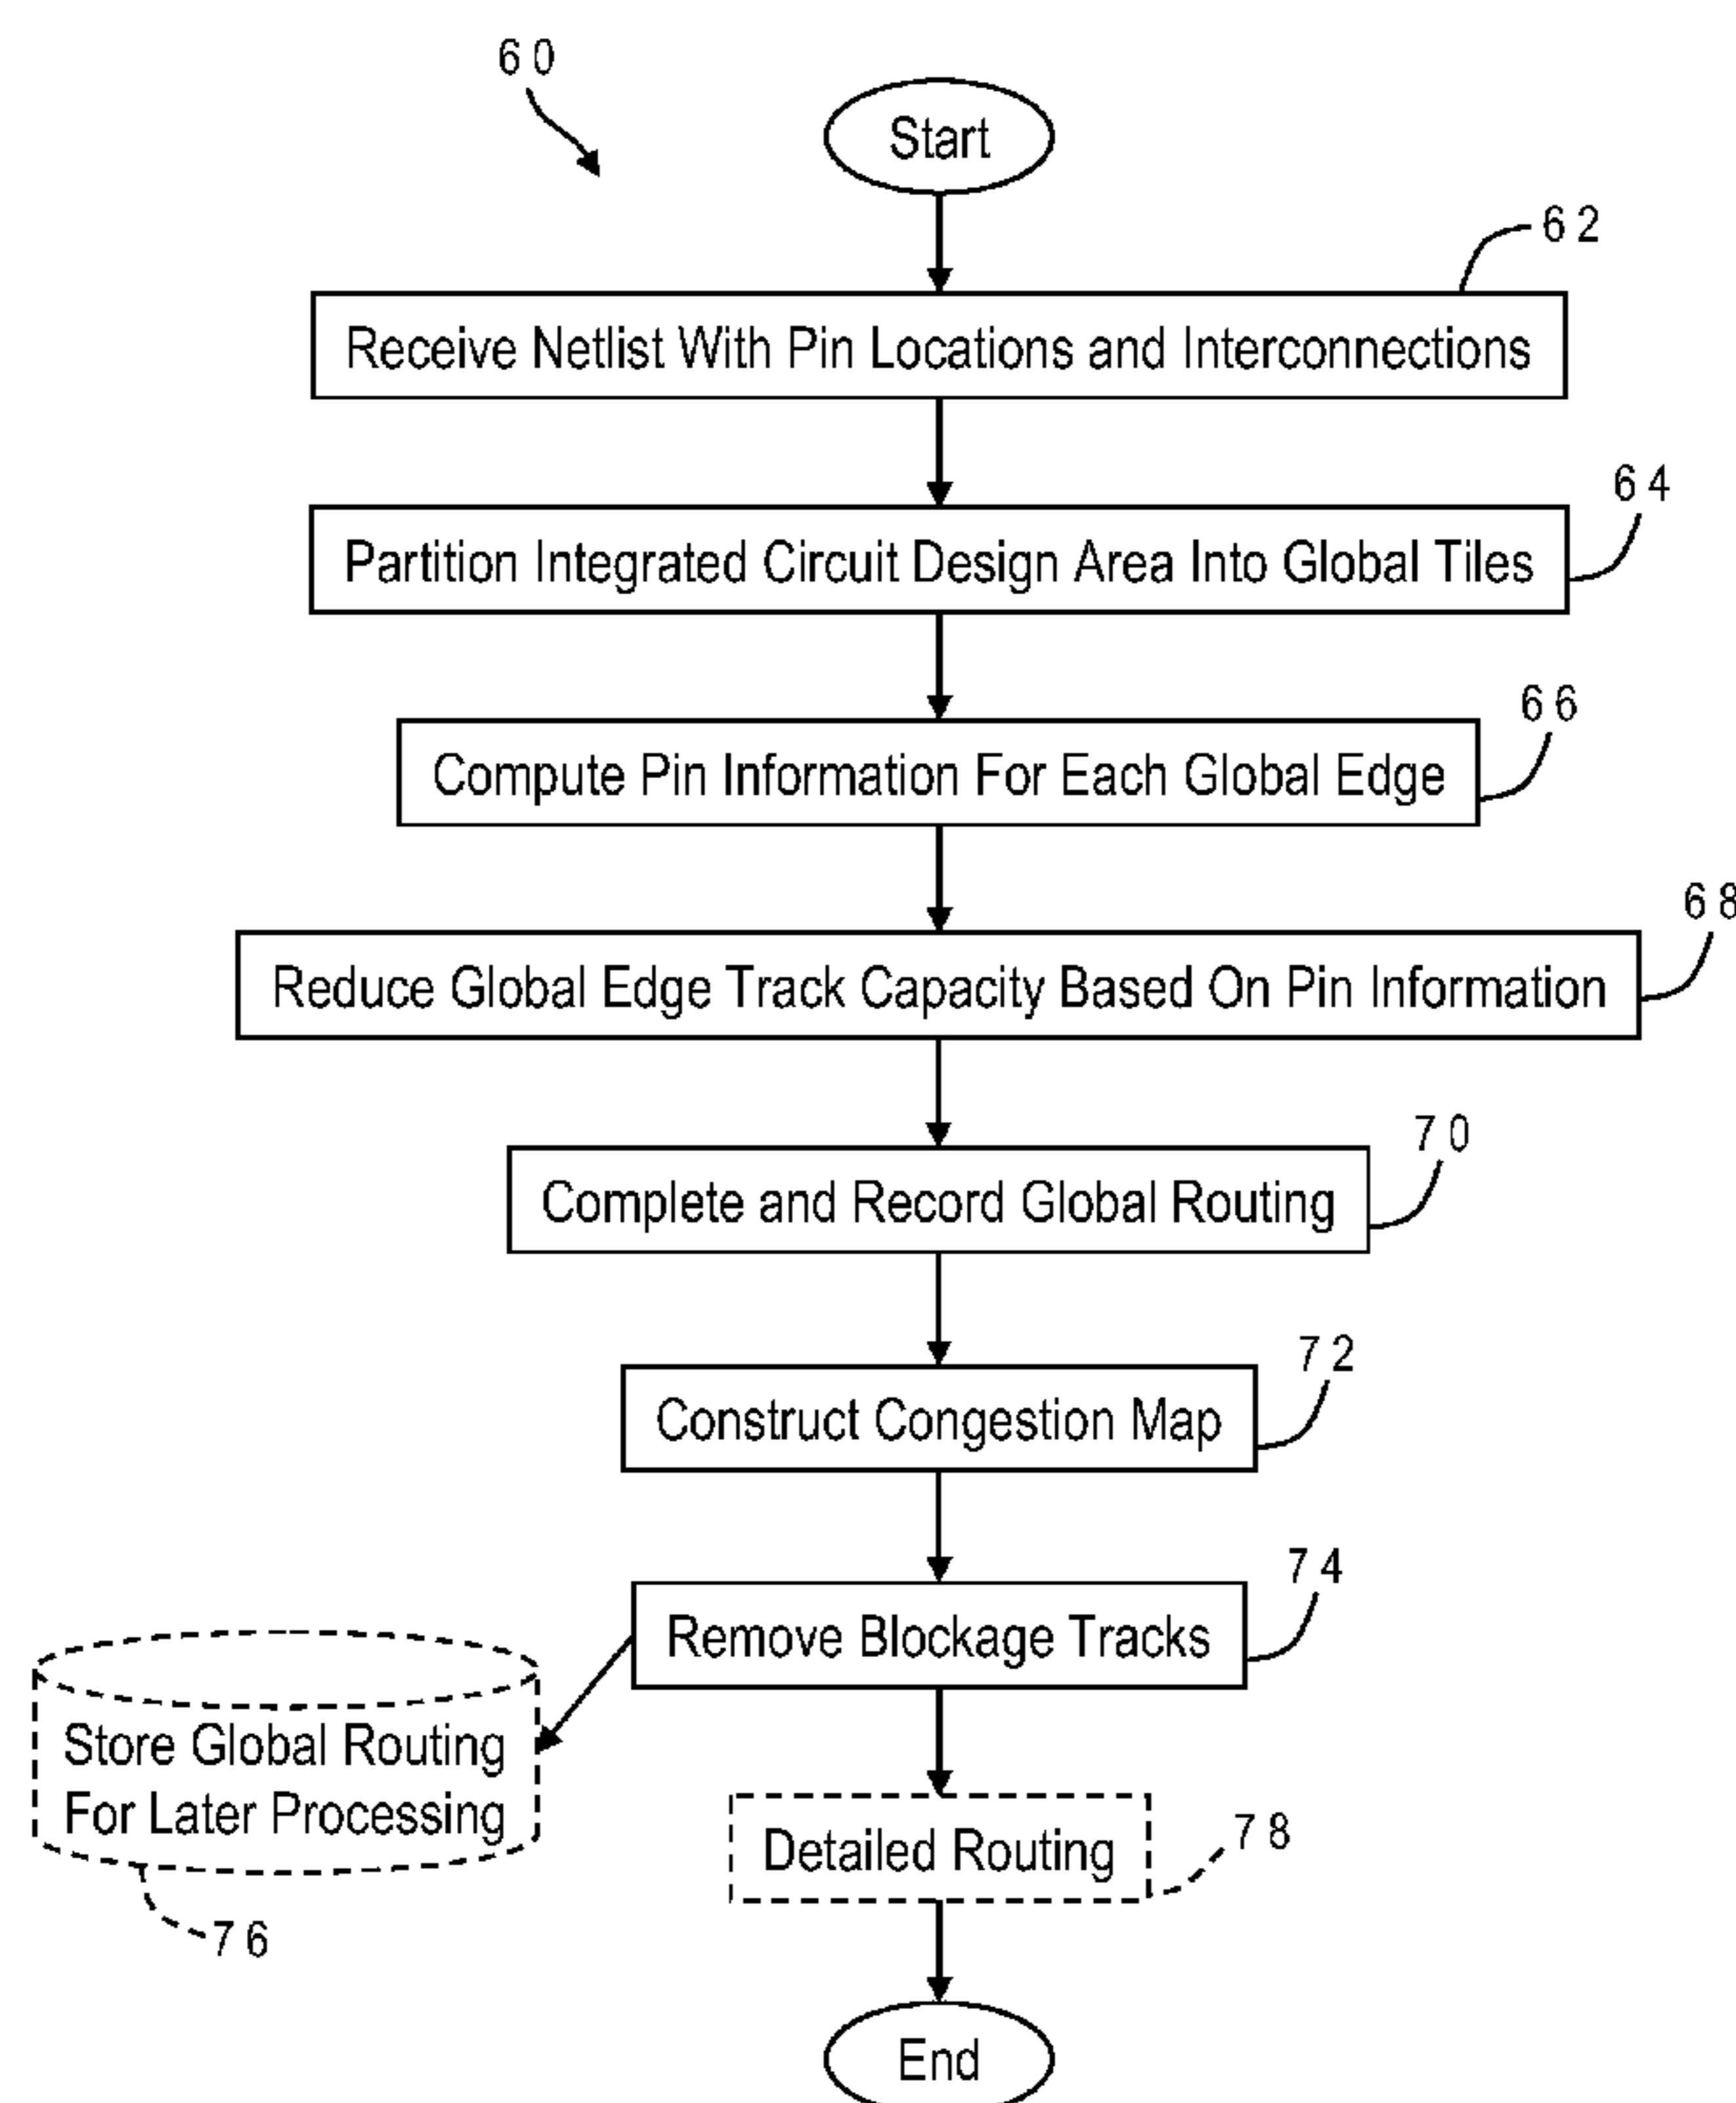 60
Start
62
Receive Netlist With Pin Locations and Interconnections
64
Partition Integrated Circuit Design Area Into Global Tiles
66
Compute Pin Information For Each Global Edge
68
Reduce Global Edge Track Capacity Based On Pin Information
70
Complete and Record Global Routing
72
Construct Congestion Map
74
Remove Blockage Tracks
Store Global Routing
For Later Processing
76
Detailed Routing
78
End